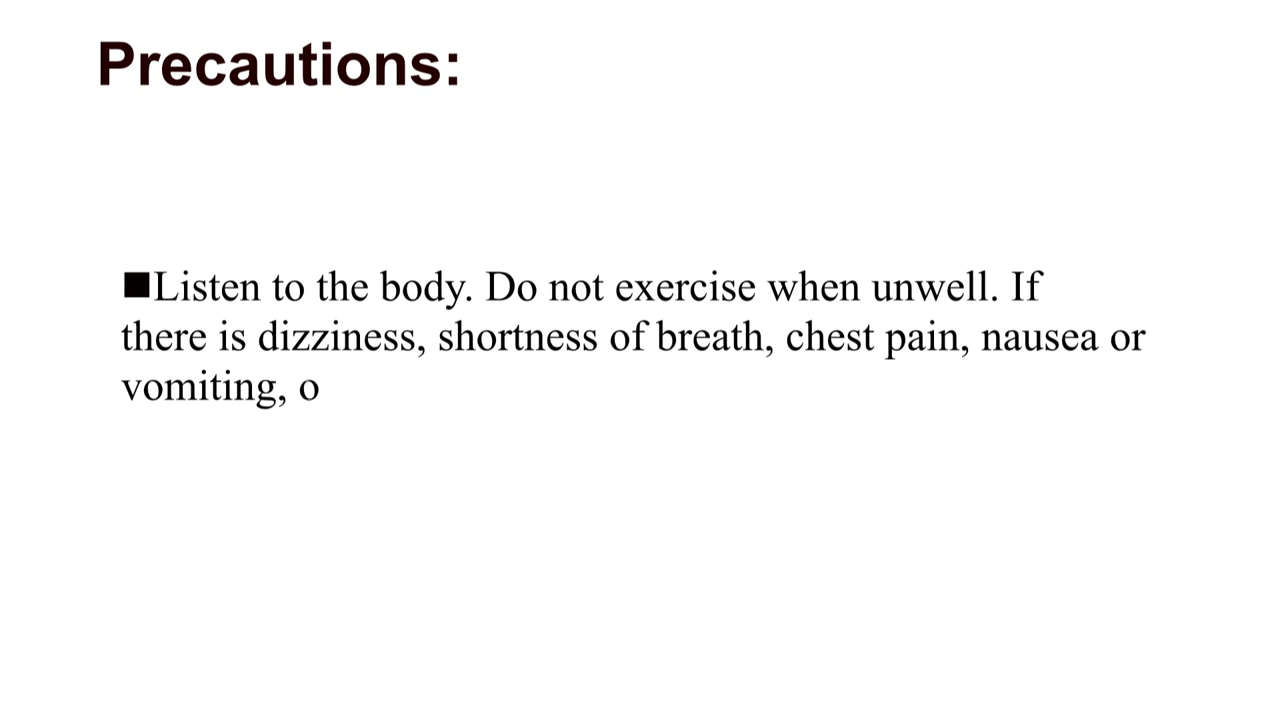 Precautions:
■Listen to the body. Do not exercise when unwell. If
there is dizziness, shortness of breath, chest pain, nausea or
vomiting, o